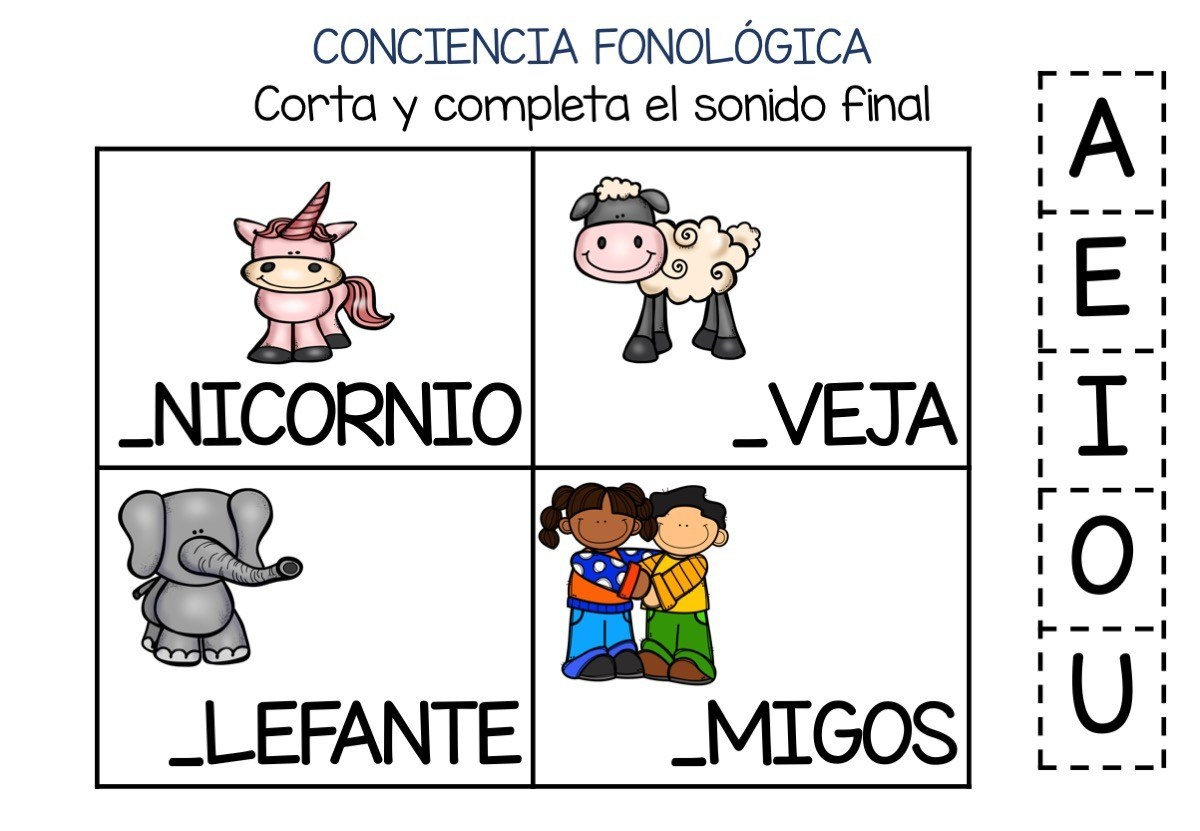 CONCIENCIA FONOLÓGICA
Corta y completa el sonido final
_NICORNIO
_VEJA
_LEFANTE
_MIGOS
A
E
I
O
U